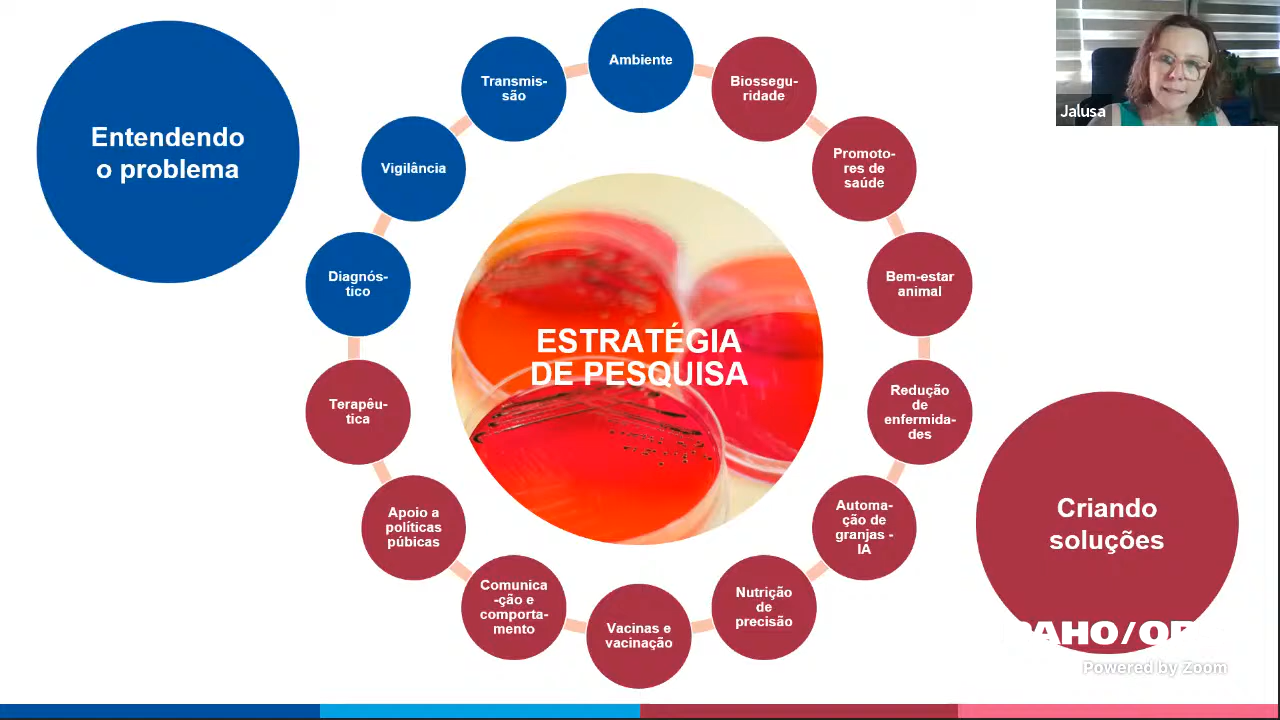 Entendendo
o problema
Ambiente
Biossegu-
ridade
Promoto-
res de
saúde
Bem-estar
animal
Redução
de
enfermida-
des
Automa-
ção de
granjas -
IA
Nutrição
de
precisão
Vacinas e
vacinação
Comunica
-ção e
comporta-
mento
Apoio a
políticas
púbicas
Terapêu-
tica
Diagnós-
tico
Vigilância
Transmis-
são
ESTRATÉGIA
DE PESQUISA
Criando
soluções
Jalusa
Powered by Zoom